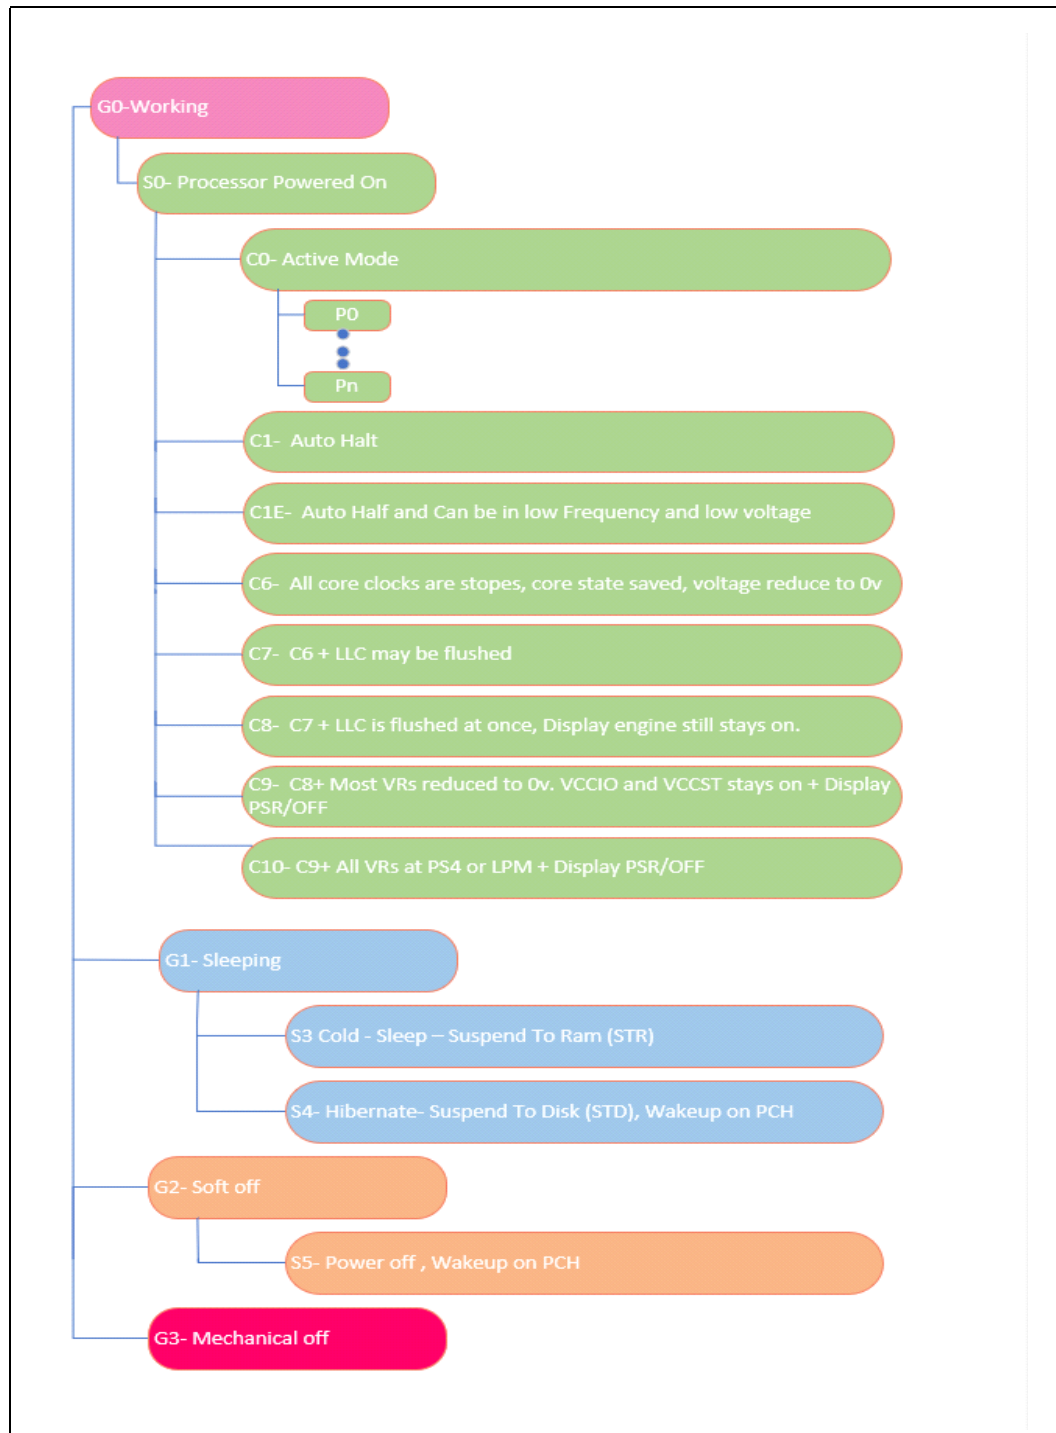 G0-Working
S0- Processor Powered On
C0- Active Mode
P0
Pn
C1-  Auto Halt
C1E-  Auto Half and Can be in low Frequency and low voltage
C6-  All core clocks are stopes, core state saved, voltage reduce to 0v
C7-  C6 + LLC may be flushed
C8-  C7 + LLC is flushed at once, Display engine still stays on.
C9-  C8+ Most VRs reduced to 0v. VCCIO and VCCST stays on + Display
PSR/OFF
C10- C9+ All VRs at PS4 or LPM + Display PSR/OFF
G1- Sleeping
S3 Cold - Sleep – Suspend To Ram (STR)
S4- Hibernate- Suspend To Disk (STD), Wakeup on PCH
G2- Soft off
S5- Power off , Wakeup on PCH
G3- Mechanical off